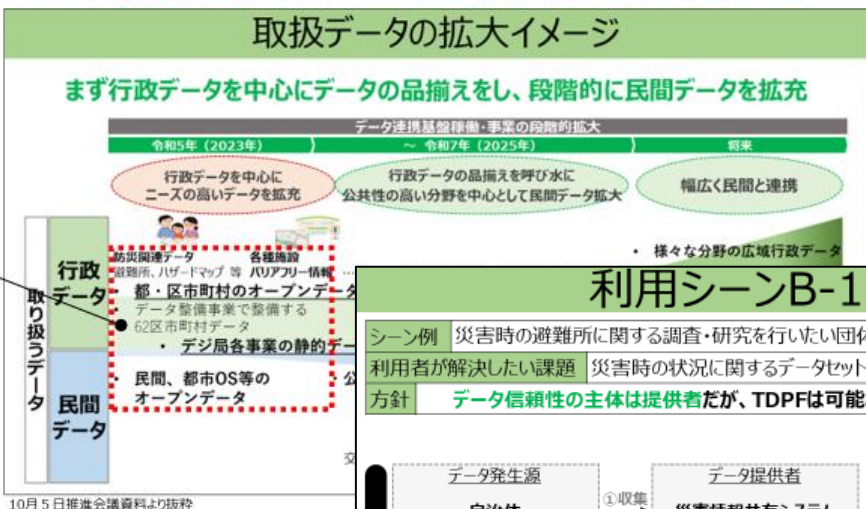 取扱データの拡大イメージ
まず行政データを中心にデータの品揃えをし、段階的に民間データを拡充
データ連携基盤稼働・事業の段階的拡大
令和5年（2023年）
～ 令和7年（2025年）
将来
行政データを中心に
ニーズの高いデータを拡充
行政データの品揃えを呼び水に
公共性の高い分野を中心として民間データ拡大
幅広く民間と連携
取り扱うデータ
行政
データ
防災関連データ
避難所、ハザードマップ 等
各種施設
バリアフリー情報 …
・ 様々な分野の広域行政データ
・ 都・区市町村のオープンデータ
・ データ整備事業で整備する
62区市町村データ
・ デジ局各事業の静的デー
民間
データ
・ 民間、都市OS等の
オープンデータ
・公
交
10月５日推進会議資料より抜粋
利用シーンB-1
シーン例 災害時の避難所に関する調査・研究を行いたい団体
利用者が解決したい課題 災害時の状況に関するデータセット
方針 データ信頼性の主体は提供者だが、TDPFは可能
データ発生源
①収集
データ提供者